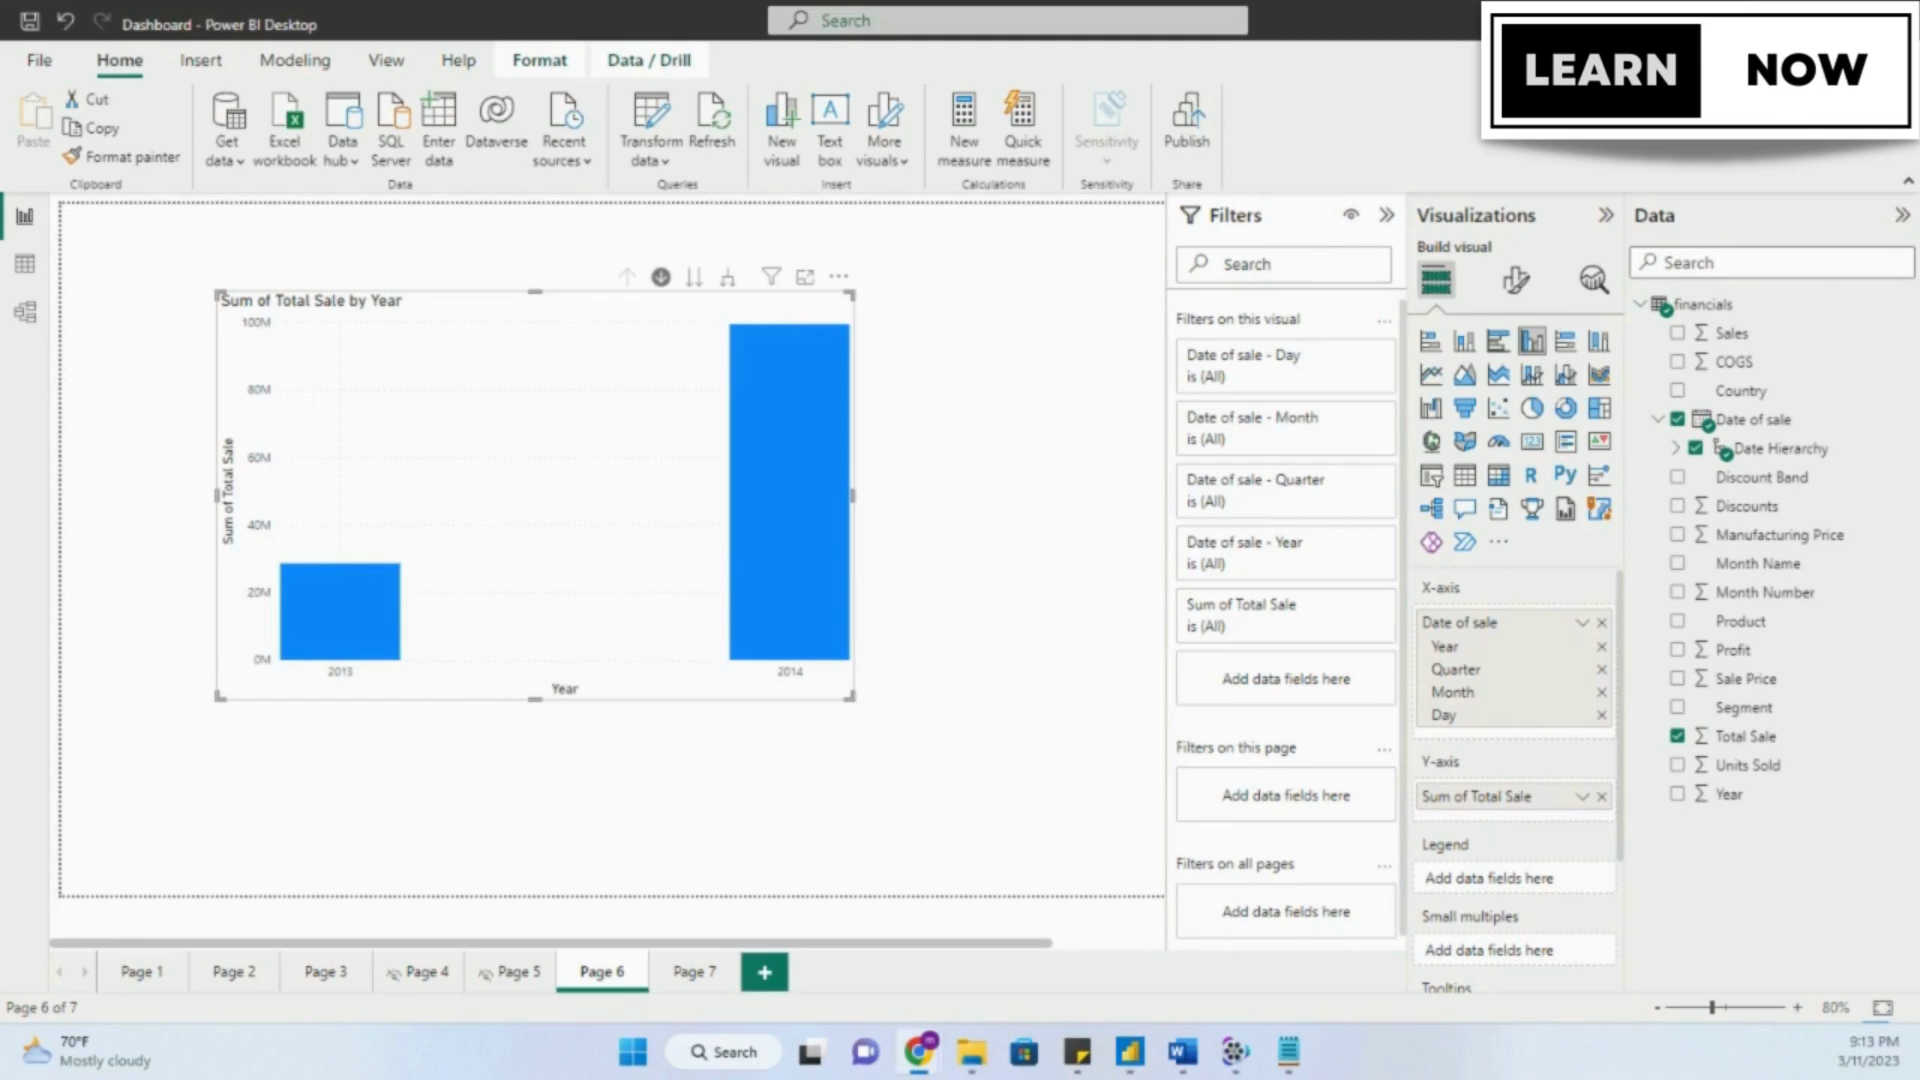 Dashboard - Power BI Desktop
Search
LEARN NOW
File Home Insert Modeling View Help Format Data / Drill
Paste
Cut
Copy
Format painter
Clipboard
Get data
Excel workbook
Data hub
SQL Server
Enter data
Dataverse
Recent sources
Data
Transform data
Refresh
Queries
New visual
Text box
More visuals
Insert
New measure
Quick measure
Calculations
Sensitivity
Sensitivity
Publish
Share
Sum of Total Sale by Year
100M
80M
60M
40M
20M
0M
Sum of Total Sale
2013 2014
Year
Filters
Search
Filters on this visual
Date of sale - Day
is (All)
Date of sale - Month
is (All)
Date of sale - Quarter
is (All)
Date of sale - Year
is (All)
Sum of Total Sale
is (All)
Add data fields here
Filters on this page
Add data fields here
Filters on all pages
Add data fields here
Visualizations
Build visual
123
R Py
X-axis
Date of sale
Year
Quarter
Month
Day
Y-axis
Sum of Total Sale
Legend
Add data fields here
Small multiples
Add data fields here
Tooltips
Data
Search
financials
Sales
COGS
Country
Date of sale
Date Hierarchy
Discount Band
Discounts
Manufacturing Price
Month Name
Month Number
Product
Profit
Sale Price
Segment
Total Sale
Units Sold
Year
Page 1 Page 2 Page 3 Page 4 Page 5 Page 6 Page 7 +
Page 6 of 7
- + 80%
70°F
Mostly cloudy
Search
9:13 PM
3/11/2023